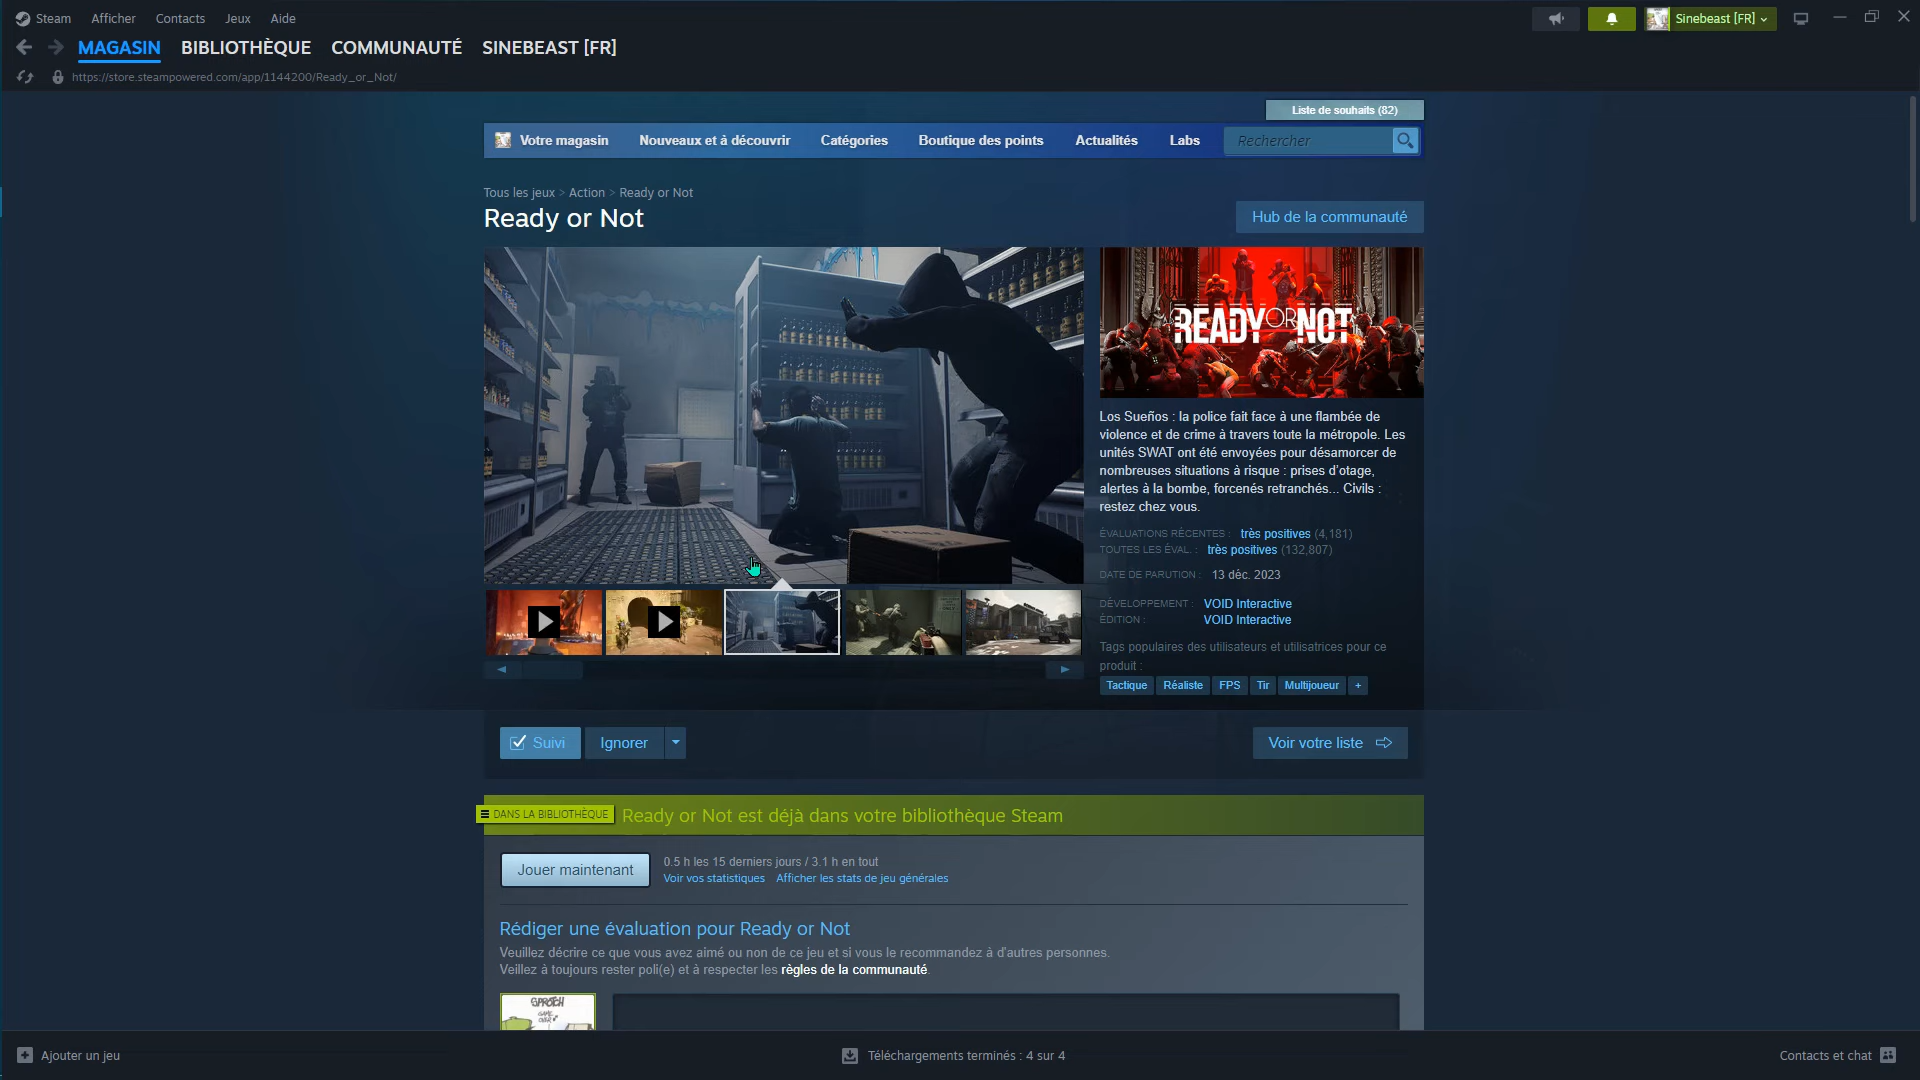 Steam Afficher Contacts Jeux Aide
Sinebeast [FR]
MAGASIN BIBLIOTHÈQUE COMMUNAUTÉ SINEBEAST [FR]
https://store.steampowered.com/app/1144200/Ready_or_Not/
Liste de souhaits (82)
Votre magasin Nouveaux et à découvrir Catégories Boutique des points Actualités Labs Rechercher
Tous les jeux > Action > Ready or Not
Ready or Not
Hub de la communauté
READY OR NOT
Los Sueños : la police fait face à une flambée de
violence et de crime à travers toute la métropole. Les
unités SWAT ont été envoyées pour désamorcer de
nombreuses situations à risque : prises d'otage,
alertes à la bombe, forcenés retranchés... Civils :
restez chez vous.
ÉVALUATIONS RÉCENTES : très positives (4,181)
TOUTES LES ÉVAL. : très positives (132,807)
DATE DE PARUTION : 13 déc. 2023
DÉVELOPPEMENT : VOID Interactive
ÉDITION : VOID Interactive
Tags populaires des utilisateurs et utilisatrices pour ce
produit :
Tactique Réaliste FPS Tir Multijoueur +
Suivi Ignorer
Voir votre liste
DANS LA BIBLIOTHÈQUE Ready or Not est déjà dans votre bibliothèque Steam
Jouer maintenant
0.5 h les 15 derniers jours / 3.1 h en tout
Voir vos statistiques Afficher les stats de jeu générales
Rédiger une évaluation pour Ready or Not
Veuillez décrire ce que vous avez aimé ou non de ce jeu et si vous le recommandez à d'autres personnes.
Veillez à toujours rester poli(e) et à respecter les règles de la communauté.
SPROTCH
GAME
OVER
Ajouter un jeu
Téléchargements terminés : 4 sur 4
Contacts et chat